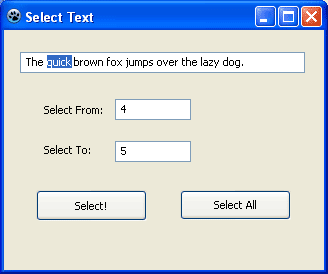 Select Text
The quick brown fox jumps over the lazy dog.
Select From: 4
Select To: 5
Select!
Select All